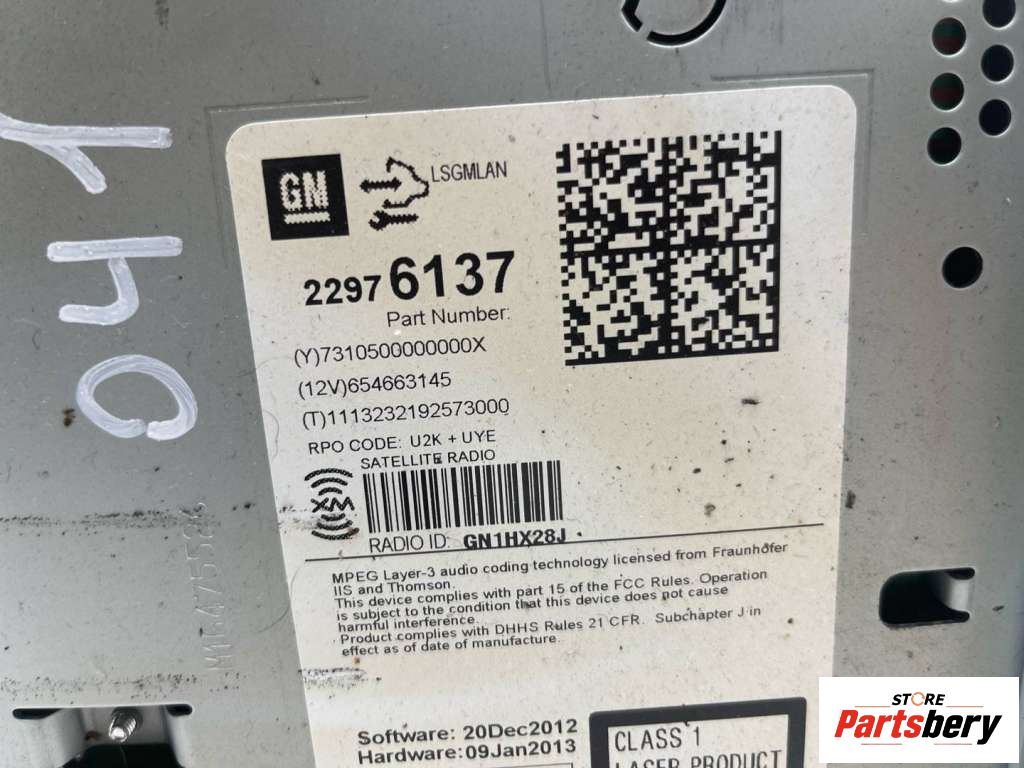 GM
LSGMLAN
22976137
Part Number:
(Y)7310500000000X
(12V)654663145
(T)1113232192573000
RPO CODE: U2K + UYE
SATELLITE RADIO
XM
RADIO ID: GN1HX28J
MPEG Layer-3 audio coding technology licensed from Fraunhofer
IIS and Thomson.
This device complies with part 15 of the FCC Rules. Operation
is subject to the condition that this device does not cause
harmful interference.
Product complies with DHHS Rules 21 CFR. Subchapter J in
effect as of date of manufacture.
Software: 20Dec2012
Hardware: 09Jan2013
CLASS 1
LASER PRODUCT
STORE
Partsbery